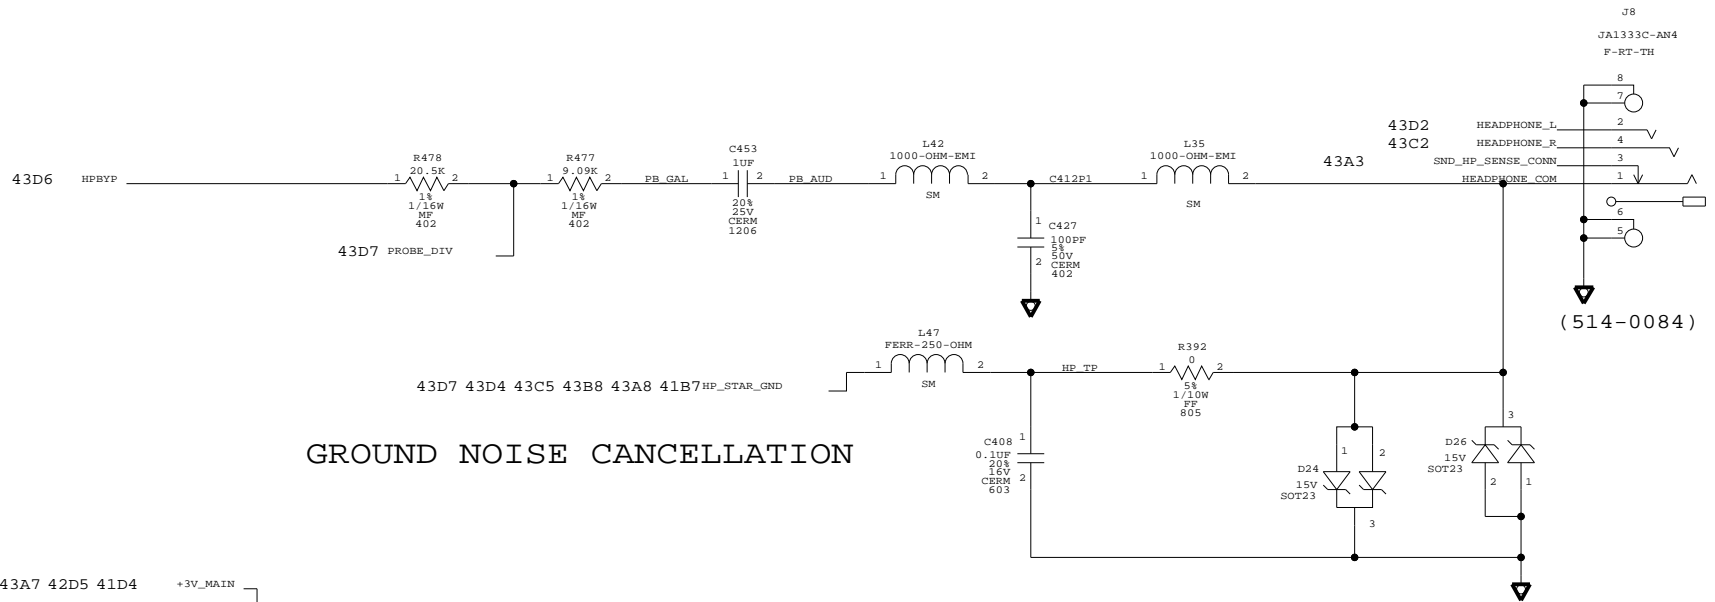 J8
JA1333C-AN4
F-RT-TH
8
7
43D2 HEADPHONE_L 2
43C2 HEADPHONE_R 4
43A3 SND_HP_SENSE_CONN 3
HEADPHONE_COM 1
6
5
(514-0084)
43D6 HPBYP
R478
20.5K
1 2
1%
1/16W
MF
402
43D7 PROBE_DIV
R477
9.09K
1 2
1%
1/16W
MF
402
PB_GAL
C453
1UF
1 2
20%
25V
CERM
1206
PB_AUD
L42
1000-OHM-EMI
1 2
SM
C412P1
1
C427
100PF
5%
50V
2 CERM
402
L35
1000-OHM-EMI
1 2
SM
43D7 43D4 43C5 43B8 43A8 41B7 HP_STAR_GND
L47
FERR-250-OHM
1 2
SM
HP_TP
R392
0
1 2
5%
1/10W
FF
805
GROUND NOISE CANCELLATION
C408 1
0.1UF
20%
16V
CERM 2
603
1 2
D24
15V
SOT23
3
3
D26
15V
SOT23
2 1
43A7 42D5 41D4 +3V_MAIN